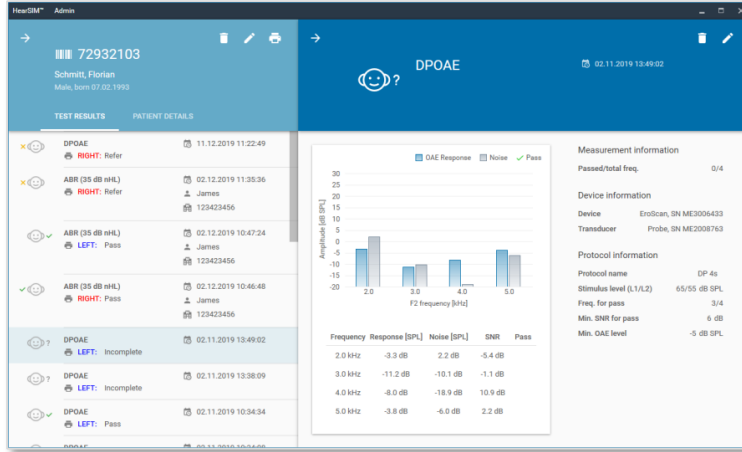 HearSIM™ Admin
72932103
Schmitt, Florian
Male, born 07.02.1993
TEST RESULTS PATIENT DETAILS
DPOAE 11.12.2019 11:22:49
RIGHT: Refer
ABR (35 dB nHL) 02.12.2019 11:35:36
RIGHT: Refer James
123423456
ABR (35 dB nHL) 02.12.2019 10:47:24
LEFT: Pass James
123423456
ABR (35 dB nHL) 02.12.2019 10:46:48
RIGHT: Pass James
123423456
DPOAE 02.11.2019 13:49:02
LEFT: Incomplete
DPOAE 02.11.2019 13:38:09
LEFT: Incomplete
DPOAE 02.11.2019 10:34:34
LEFT: Pass
?
DPOAE
02.11.2019 13:49:02
OAE Response Noise Pass
Amplitude [dB SPL]
30
25
20
15
10
5
0
-5
-10
-15
-20
2.0 3.0 4.0 5.0
F2 frequency [kHz]
Frequency Response [SPL] Noise [SPL] SNR Pass
2.0 kHz -3.3 dB 2.2 dB -5.4 dB
3.0 kHz -11.2 dB -10.1 dB -1.1 dB
4.0 kHz -8.0 dB -18.9 dB 10.9 dB
5.0 kHz -3.8 dB -6.0 dB 2.2 dB
Measurement information
Passed/total freq. 0/4
Device information
Device EroScan, SN ME3006433
Transducer Probe, SN ME2008763
Protocol information
Protocol name DP 4s
Stimulus level (L1/L2) 65/55 dB SPL
Freq. for pass 3/4
Min. SNR for pass 6 dB
Min. OAE level -5 dB SPL